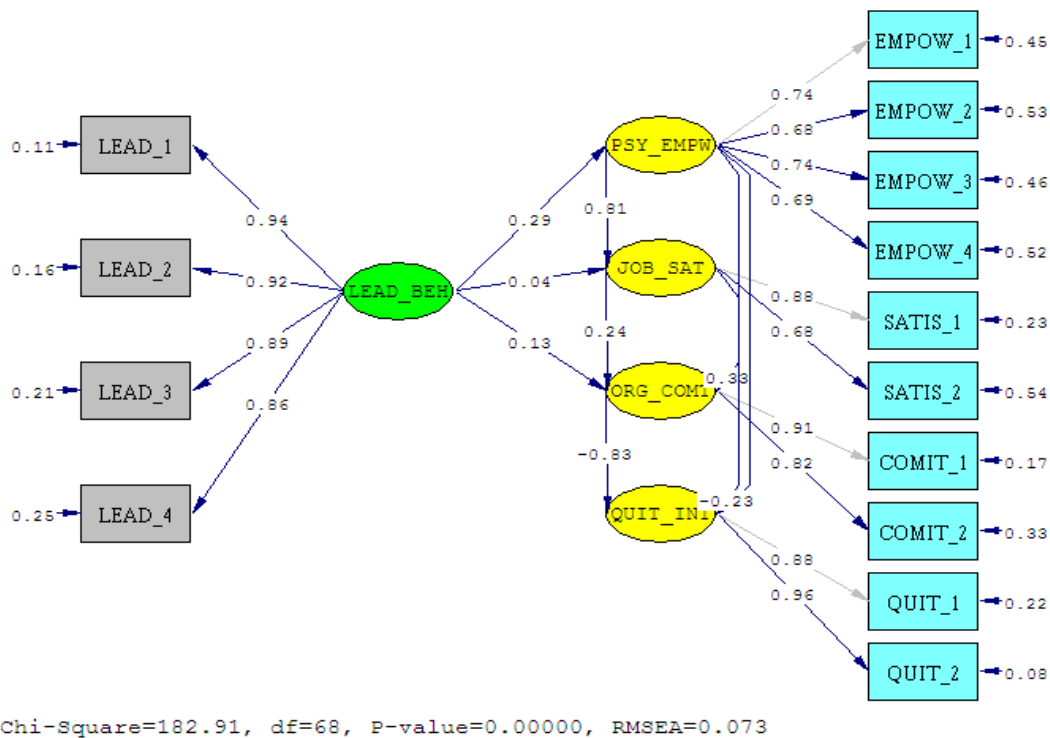 0.11
LEAD_1
0.16
LEAD_2
0.21
LEAD_3
0.25
LEAD_4
0.94
0.92
0.89
0.86
LEAD_BEH
0.29
0.04
0.13
PSY_EMPW
0.81
JOB_SAT
0.24
ORG_COMT
0.33
-0.83
QUIT_INT
-0.23
0.74
0.68
0.74
0.69
0.88
0.68
0.91
0.82
0.88
0.96
EMPOW_1
0.45
EMPOW_2
0.53
EMPOW_3
0.46
EMPOW_4
0.52
SATIS_1
0.23
SATIS_2
0.54
COMIT_1
0.17
COMIT_2
0.33
QUIT_1
0.22
QUIT_2
0.08
Chi-Square=182.91, df=68, P-value=0.00000, RMSEA=0.073